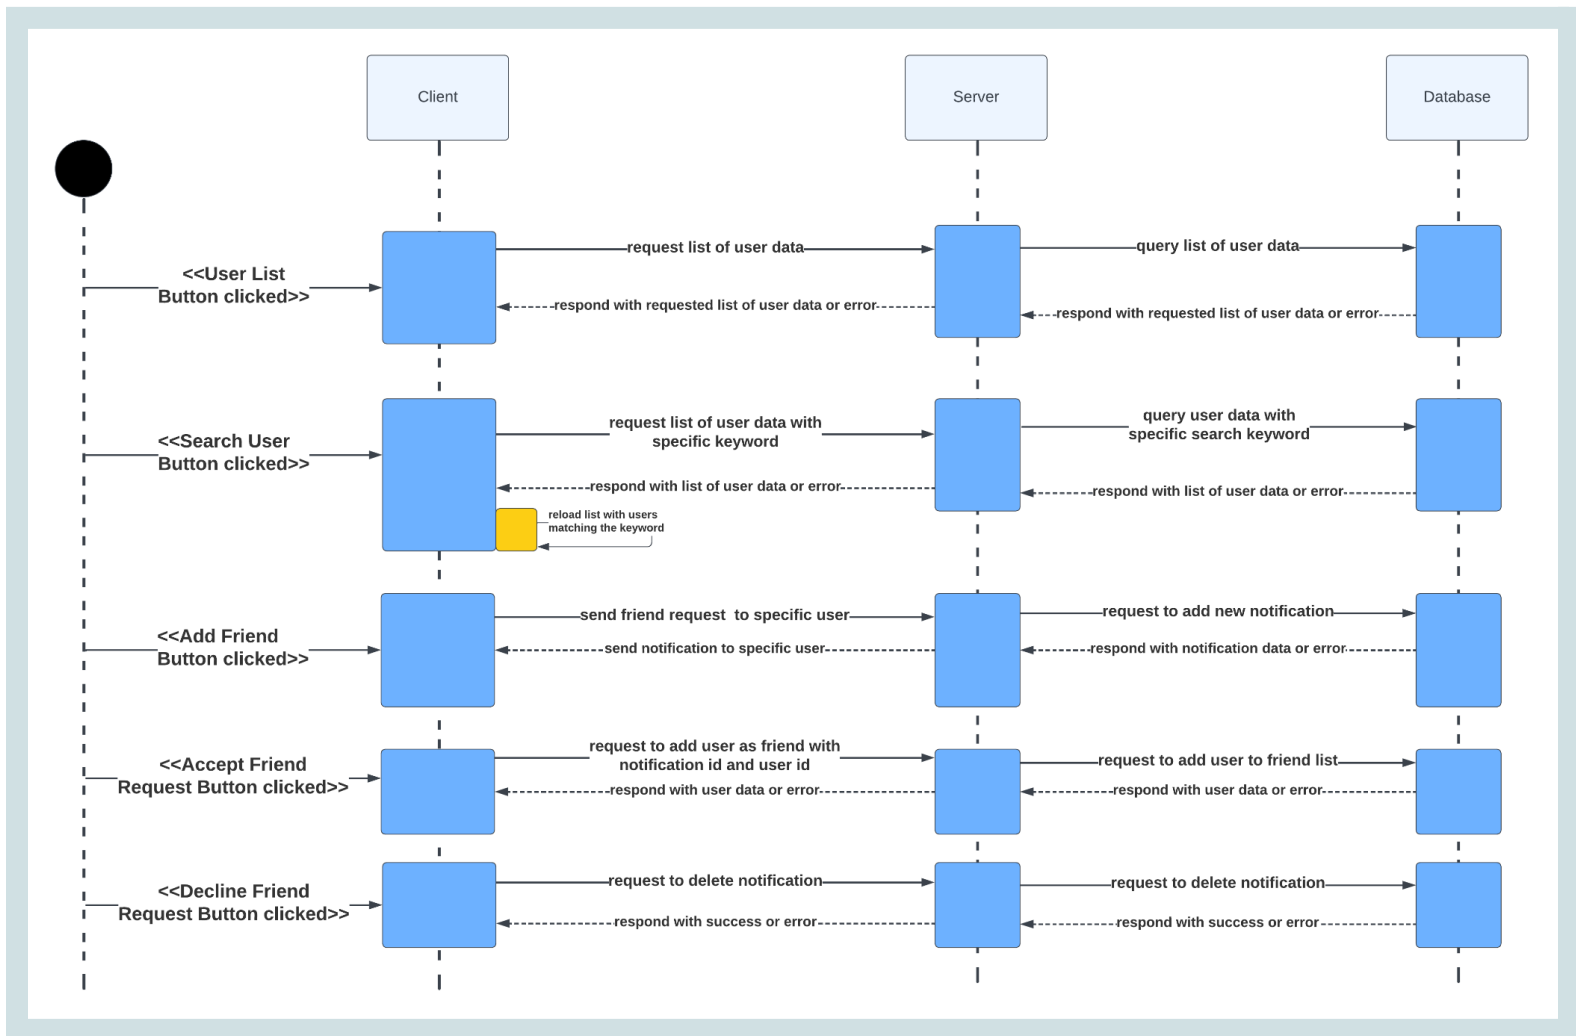 Client
Server
Database
<<User List
Button clicked>>
request list of user data
query list of user data
respond with requested list of user data or error
respond with requested list of user data or error
<<Search User
Button clicked>>
request list of user data with
specific keyword
query user data with
specific search keyword
respond with list of user data or error
respond with list of user data or error
reload list with users
matching the keyword
<<Add Friend
Button clicked>>
send friend request  to specific user
request to add new notification
send notification to specific user
respond with notification data or error
<<Accept Friend
Request Button clicked>>
request to add user as friend with
notification id and user id
request to add user to friend list
respond with user data or error
respond with user data or error
<<Decline Friend
Request Button clicked>>
request to delete notification
request to delete notification
respond with success or error
respond with success or error